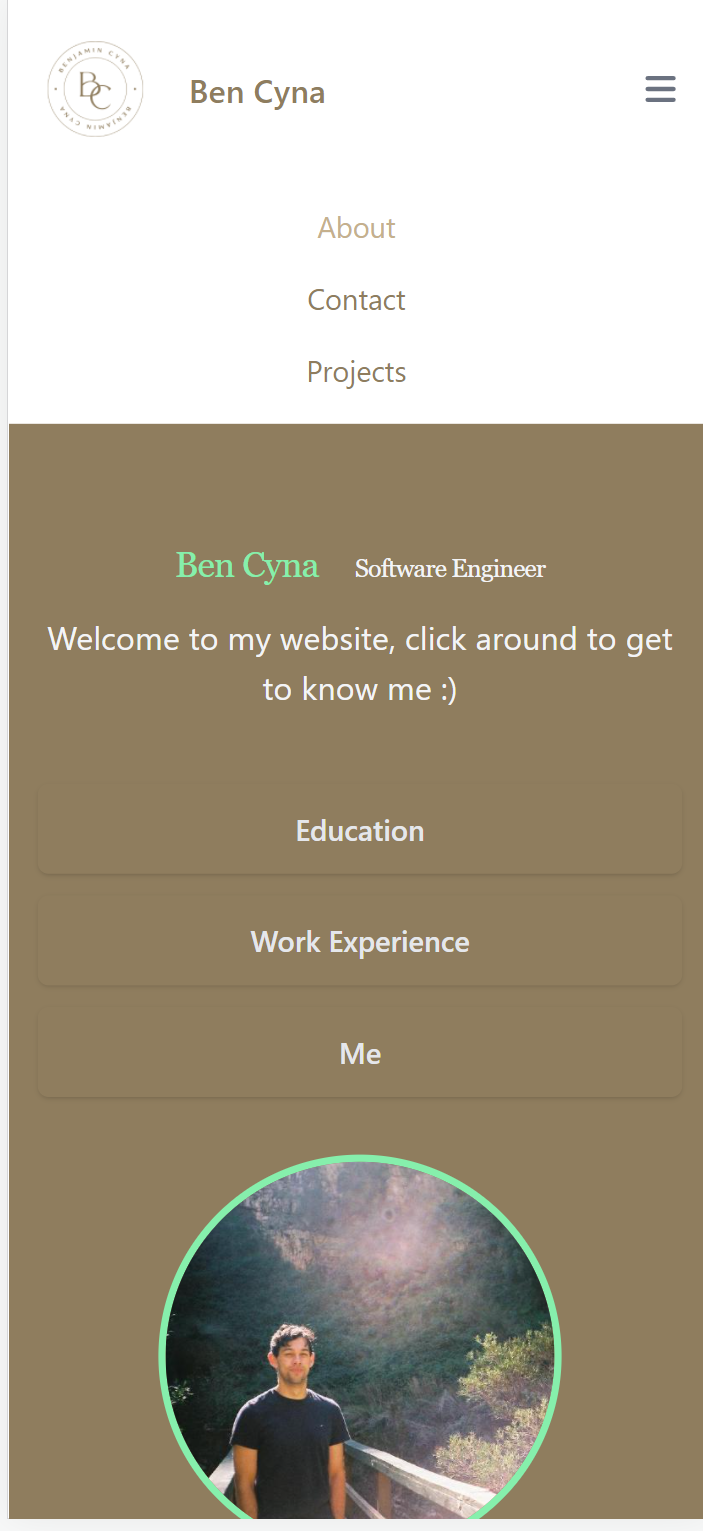 BENJAMIN CYNA
BC
BENJAMIN CYNA
Ben Cyna
About
Contact
Projects
Ben Cyna Software Engineer
Welcome to my website, click around to get
to know me :)
Education
Work Experience
Me